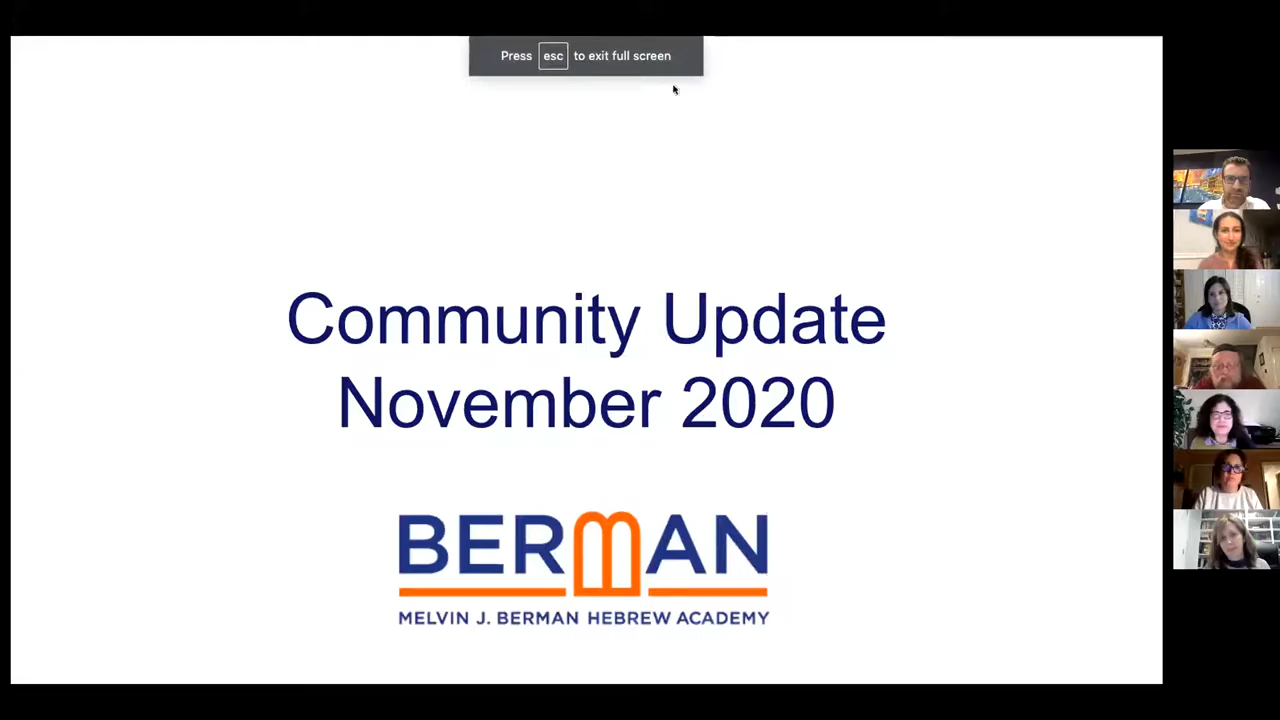 Press esc to exit full screen
Community Update
November 2020
BERMAN
MELVIN J. BERMAN HEBREW ACADEMY